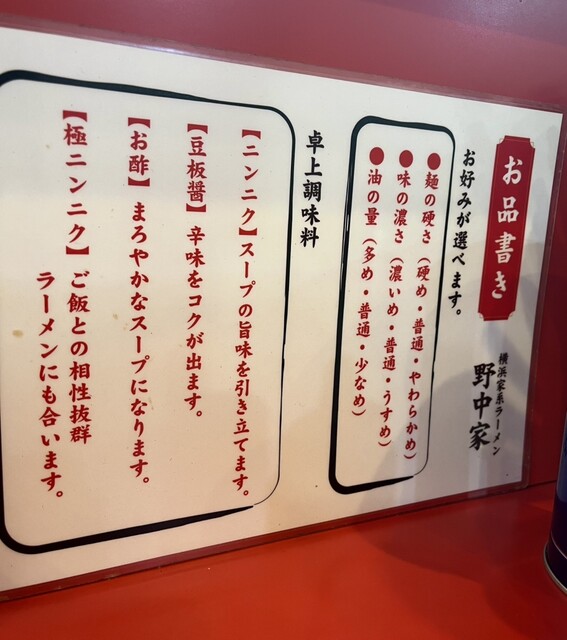 お品書き
横浜家系ラーメン
野中家
お好みが選べます。
●麺の硬さ（硬め・普通・やわらかめ）
●味の濃さ（濃いめ・普通・うすめ）
●油の量（多め・普通・少なめ）
卓上調味料
【ニンニク】スープの旨味を引き立てます。
【豆板醤】辛味をコクが出ます。
【お酢】まろやかなスープになります。
【極ニンニク】ご飯との相性抜群
ラーメンにも合います。